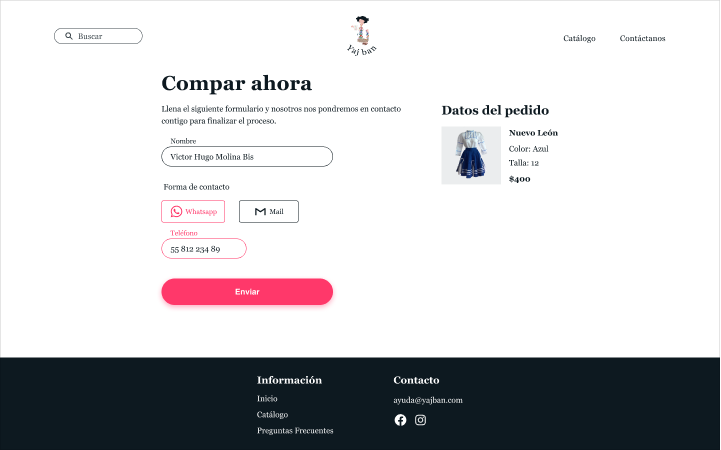 Buscar
Yaj ban
Catálogo
Contáctanos
Compar ahora
Llena el siguiente formulario y nosotros nos pondremos en contacto
contigo para finalizar el proceso.
Nombre
Victor Hugo Molina Bis
Forma de contacto
Whatsapp
Mail
Teléfono
55 812 234 89
Enviar
Datos del pedido
Nuevo León
Color: Azul
Talla: 12
$400
Información
Inicio
Catálogo
Preguntas Frecuentes
Contacto
ayuda@yajban.com